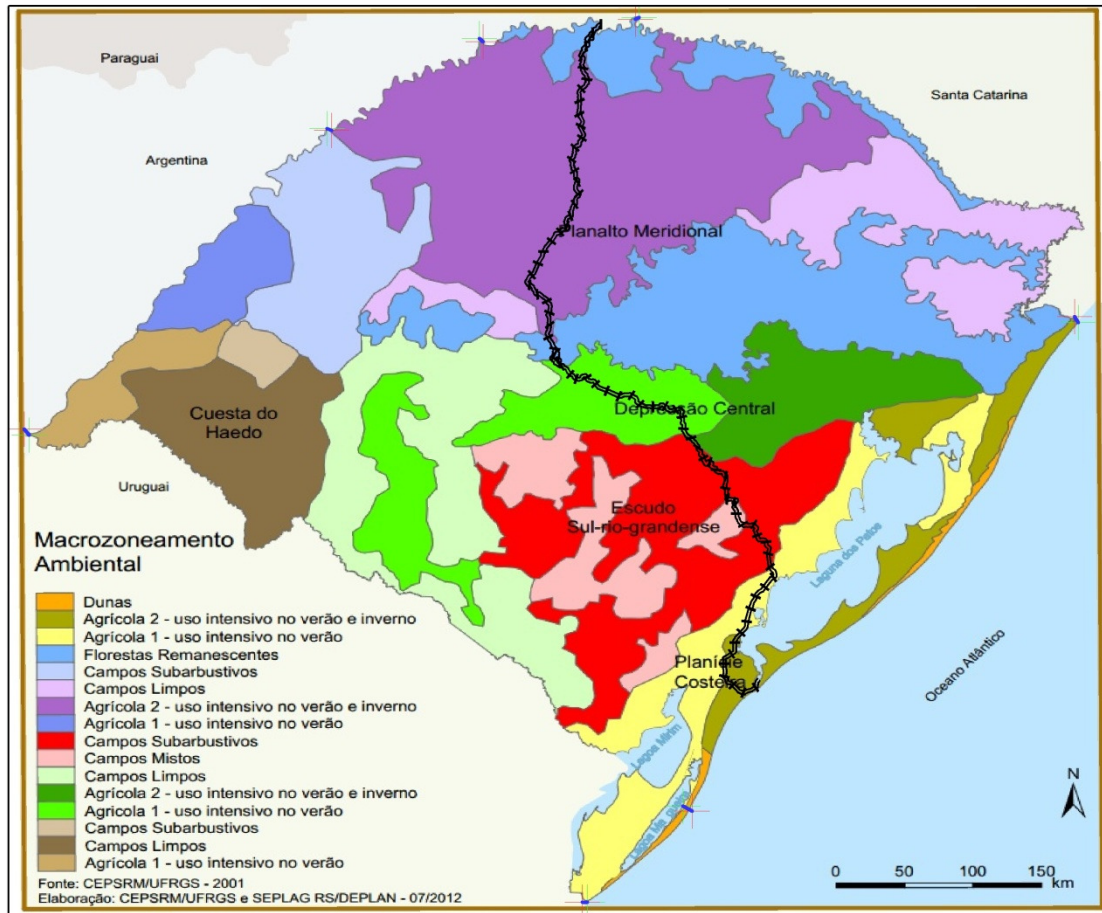 Paraguai
Santa Catarina
Argentina
Planalto Meridional
Cuesta do
Haedo
Depressão Central
Uruguai
Escudo
Sul-rio-grandense
Laguna dos Patos
Planície
Costeira
Oceano Atlântico
Lagoa Mirim
Lagoa
Macrozoneamento
Ambiental
Dunas
Agrícola 2 - uso intensivo no verão e inverno
Agrícola 1 - uso intensivo no verão
Florestas Remanescentes
Campos Subarbustivos
Campos Limpos
Agrícola 2 - uso intensivo no verão e inverno
Agrícola 1 - uso intensivo no verão
Campos Subarbustivos
Campos Mistos
Campos Limpos
Agrícola 2 - uso intensivo no verão e inverno
Agrícola 1 - uso intensivo no verão
Campos Subarbustivos
Campos Limpos
Agrícola 1 - uso intensivo no verão
Fonte: CEPSRM/UFRGS - 2001
Elaboração: CEPSRM/UFRGS e SEPLAG RS/DEPLAN - 07/2012
N
0 50 100 150
km